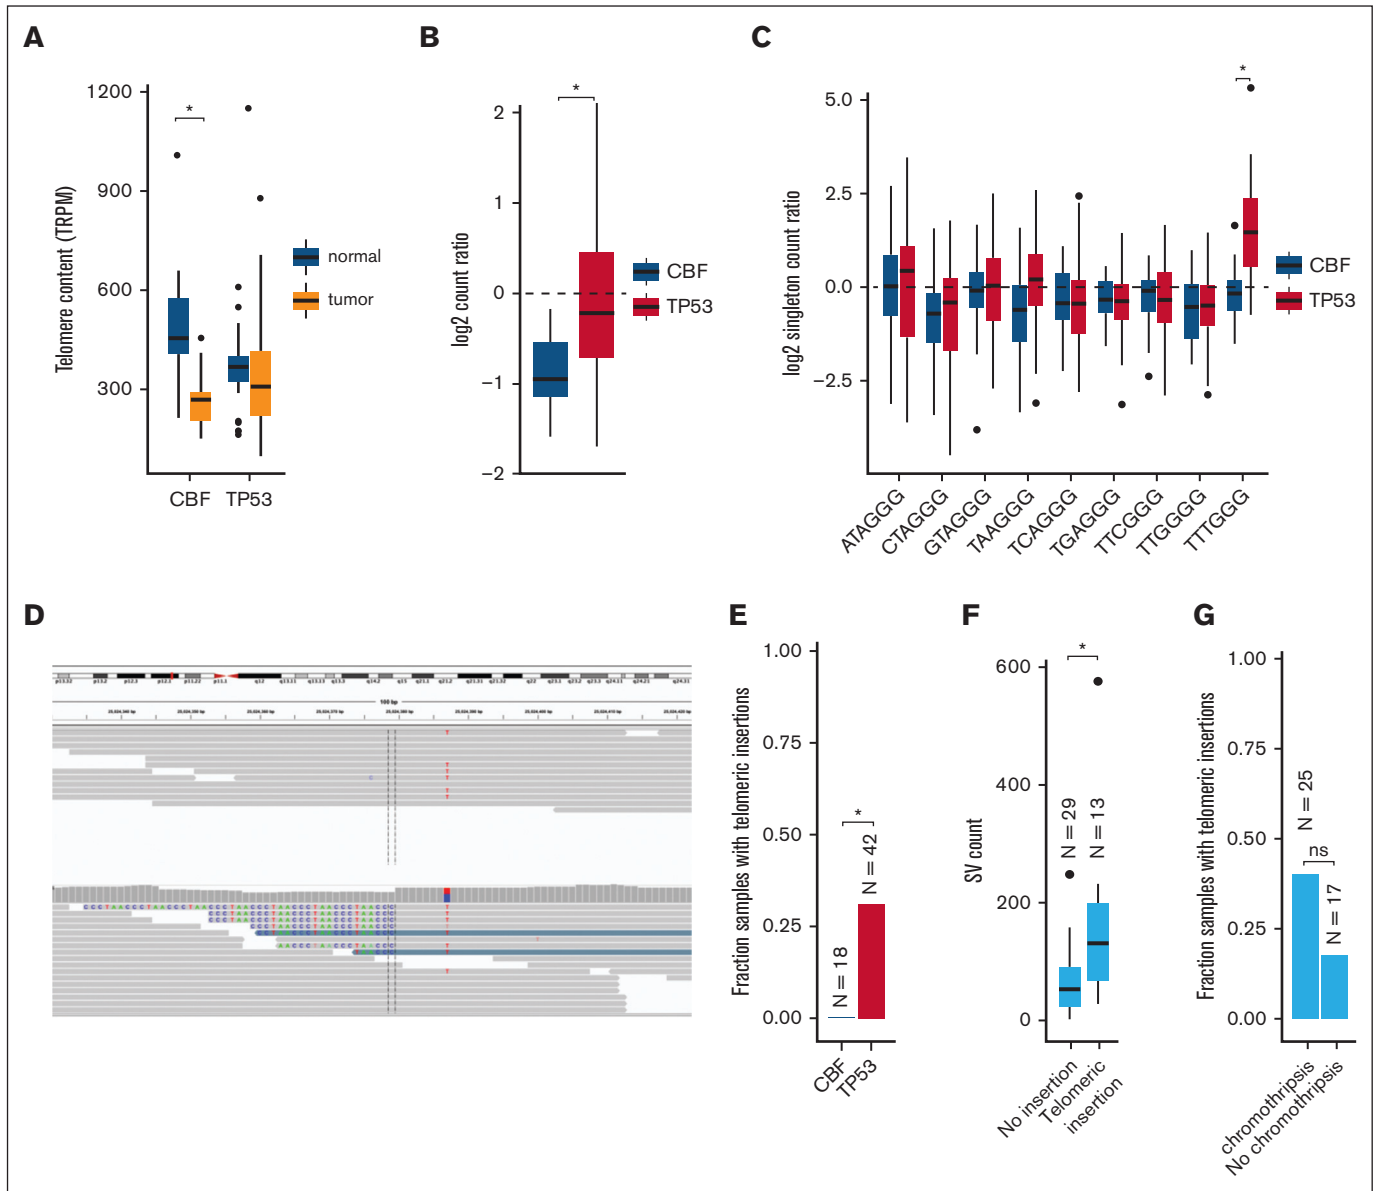 A
B
C
1200
900
600
300
Telomere content (TRPM)
*
normal
tumor
CBF
TP53
2
1
0
−1
−2
log2 count ratio
*
CBF
TP53
5.0
2.5
0.0
−2.5
log2 singleton count ratio
*
CBF
TP53
ATAGGG
CTAGGG
GTAGGG
TAAGGG
TCAGGG
TGAGGG
TTCGGG
TTGGGG
TTTGGG
D
100 bp
E
1.00
0.75
0.50
0.25
0.00
Fraction samples with telomeric insertions
*
N = 18
N = 42
CBF
TP53
F
600
400
200
0
SV count
*
N = 29
N = 13
No insertion
Telomeric
insertion
G
1.00
0.75
0.50
0.25
0.00
Fraction samples with telomeric insertions
N = 25
ns
N = 17
chromothripsis
No chromothripsis